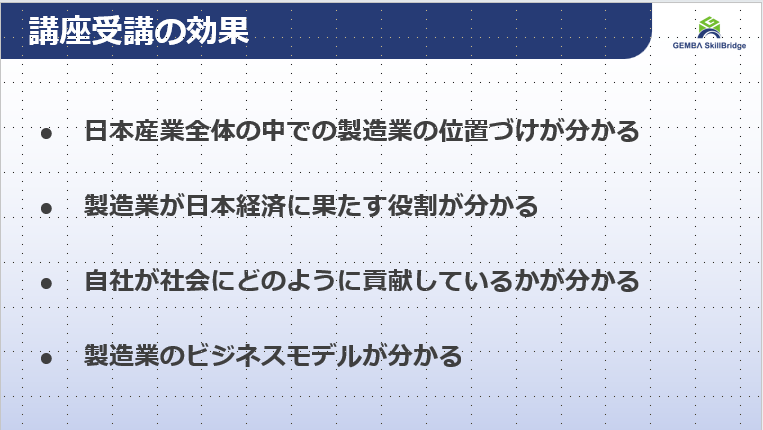 講座受講の効果
GEMBA SkillBridge
● 日本産業全体の中での製造業の位置づけが分かる
● 製造業が日本経済に果たす役割が分かる
● 自社が社会にどのように貢献しているかが分かる
● 製造業のビジネスモデルが分かる